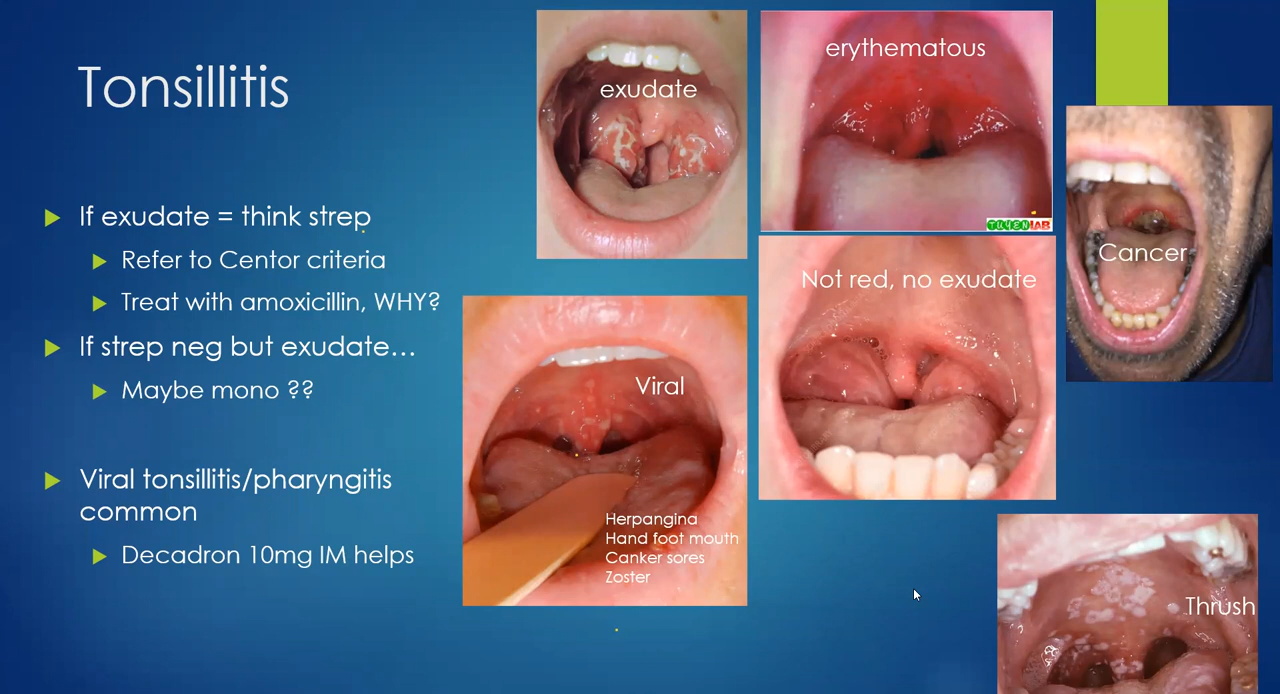 Tonsillitis
If exudate = think strep
Refer to Centor criteria
Treat with amoxicillin, WHY?
If strep neg but exudate...
Maybe mono ??
Viral tonsillitis/pharyngitis
common
Decadron 10mg IM helps
exudate
erythematous
TUYENLAB
Cancer
Not red, no exudate
Viral
Herpangina
Hand foot mouth
Canker sores
Zoster
Thrush